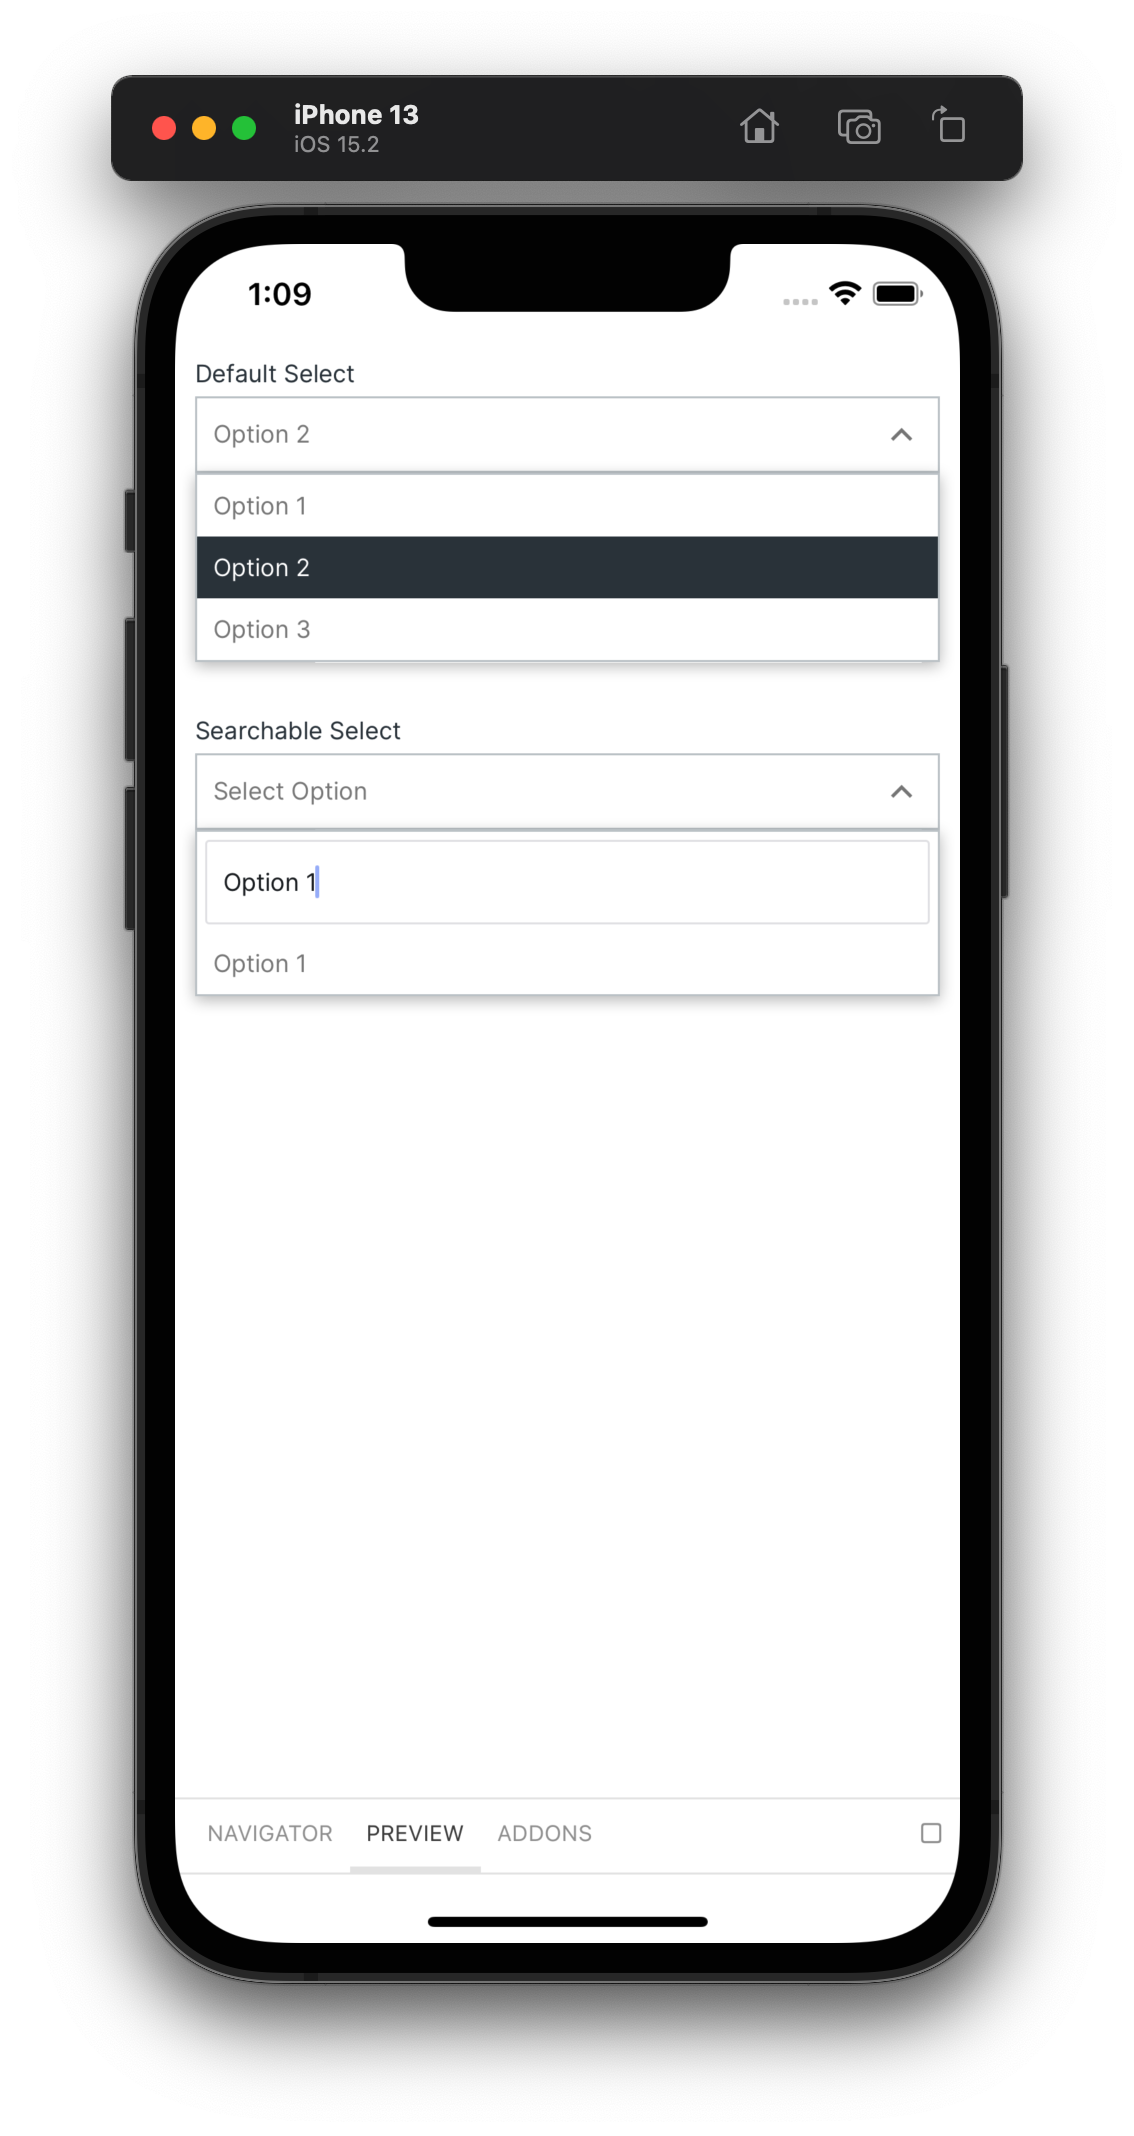 iPhone 13
iOS 15.2
1:09
Default Select
Option 2
Option 1
Option 2
Option 3
Searchable Select
Select Option
Option 1
Option 1
NAVIGATOR PREVIEW ADDONS